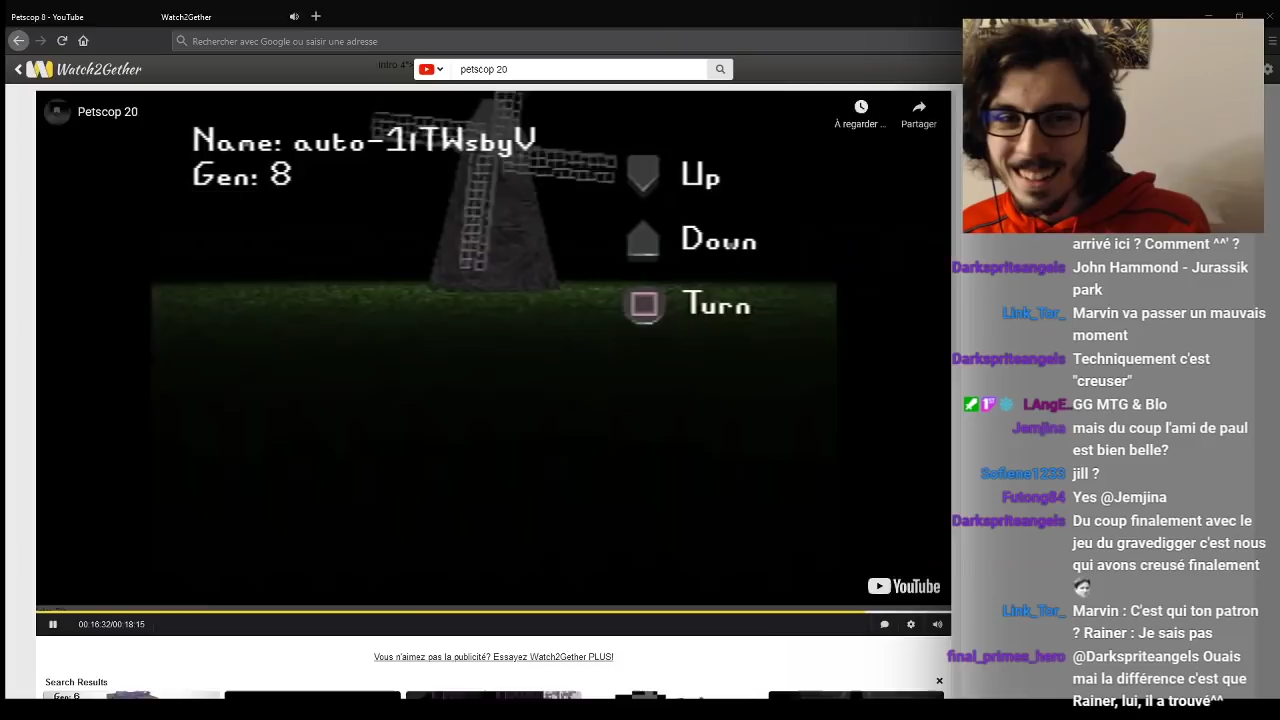 Petscop 8 - YouTube
Watch2Gether
Rechercher avec Google ou saisir une adresse
Watch2Gether
Intro 4">
petscop 20
Petscop 20
À regarder ...
Partager
Name: auto-1iTWsbyV
Gen: 8
Up
Down
Turn
YouTube
00:16:32/00:18:15
Vous n'aimez pas la publicité? Essayez Watch2Gether PLUS!
Search Results
Gen: 6
arrivé ici ? Comment ^^' ?
Darkspriteangels John Hammond - Jurassik
park
Link_Tar_ Marvin va passer un mauvais
moment
Darkspriteangels Techniquement c'est
"creuser"
LAngE.. GG MTG & Blo
Jemjina mais du coup l'ami de paul
est bien belle?
Sofiene1233 jill ?
Futong84 Yes @Jemjina
Darkspriteangels Du coup finalement avec le
jeu du gravedigger c'est nous
qui avons creusé finalement
Link_Tar_ Marvin : C'est qui ton patron
? Rainer : Je sais pas
final_primes_hero @Darkspriteangels Ouais
mai la différence c'est que
Rainer, lui, il a trouvé^^